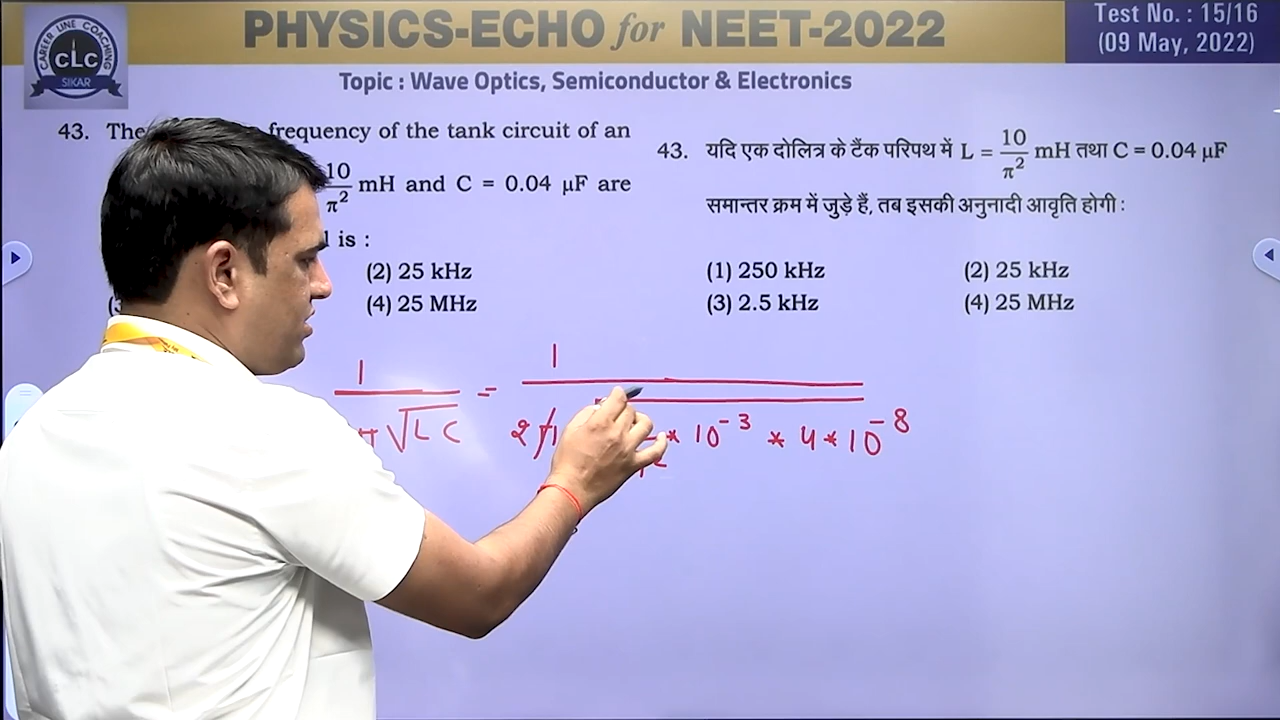 CAREER LINE COACHING
CLC
SIKAR
PHYSICS-ECHO for NEET-2022
Test No. : 15/16
(09 May, 2022)
Topic : Wave Optics, Semiconductor & Electronics
43. The frequency of the tank circuit of an
10/π² mH and C = 0.04 μF are
is :
(2) 25 kHz
(4) 25 MHz
43. यदि एक दोलित्र के टैंक परिपथ में L = 10/π² mH तथा C = 0.04 μF
समान्तर क्रम में जुड़े हैं, तब इसकी अनुनादी आवृति होगी :
(1) 250 kHz (2) 25 kHz
(3) 2.5 kHz (4) 25 MHz
1 = 1
√LC 2 * 10⁻³ * 4 * 10⁻⁸